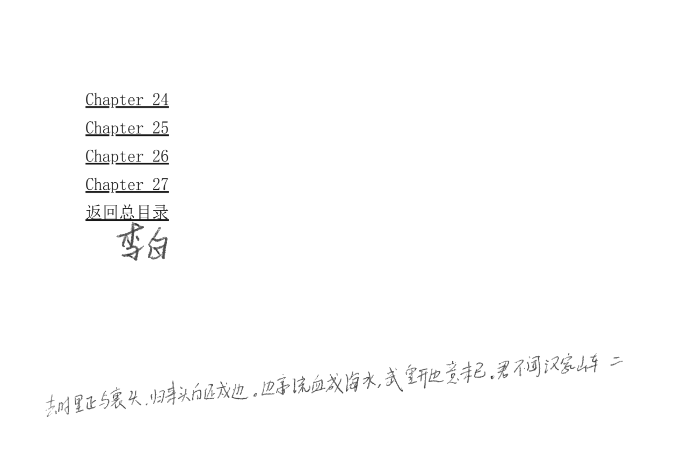 Chapter 24
Chapter 25
Chapter 26
Chapter 27
返回总目录
李白
去时里正与裹头，归来头白还戍边。边亭流血成海水，武皇开边意未已。君不闻汉家山东 二